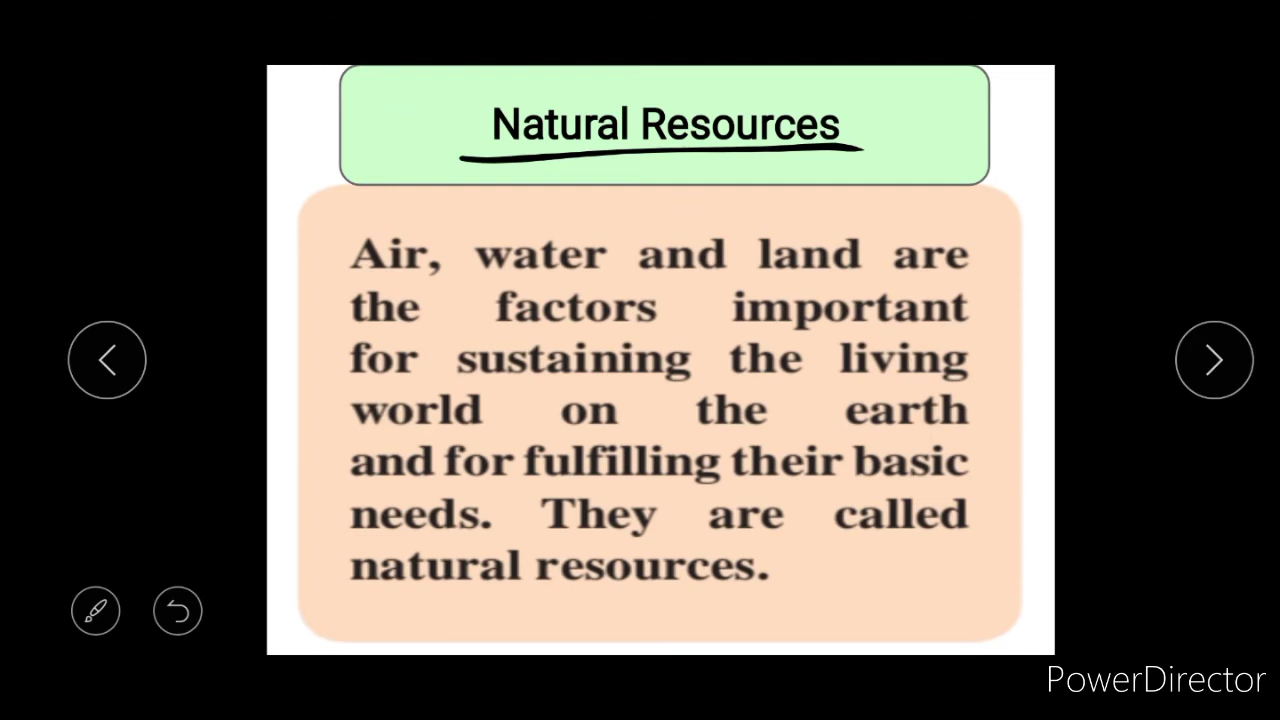 Natural Resources
Air, water and land are
the factors important
for sustaining the living
world on the earth
and for fulfilling their basic
needs. They are called
natural resources.
PowerDirector